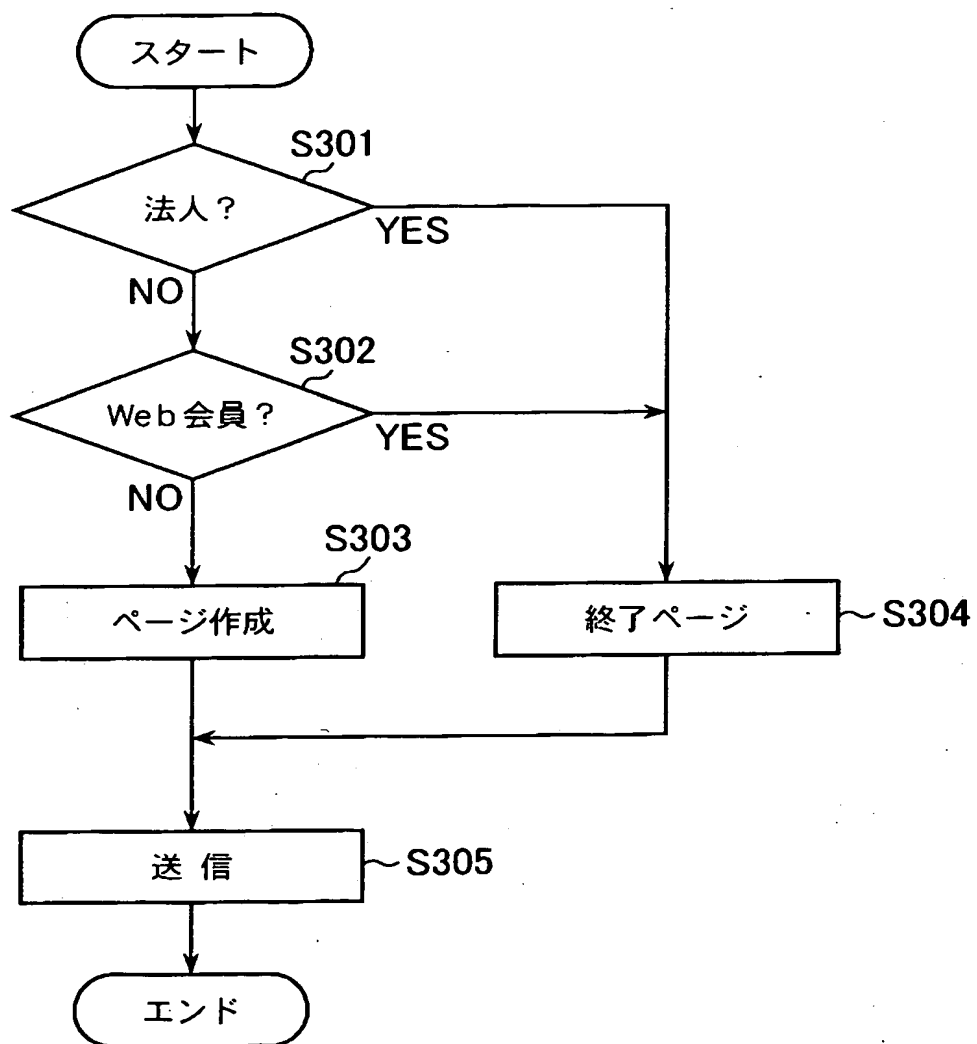 スタート
S301
法人?
YES
NO
S302
Web会員?
YES
NO
S303
ページ作成
終了ページ
S304
送信
S305
エンド